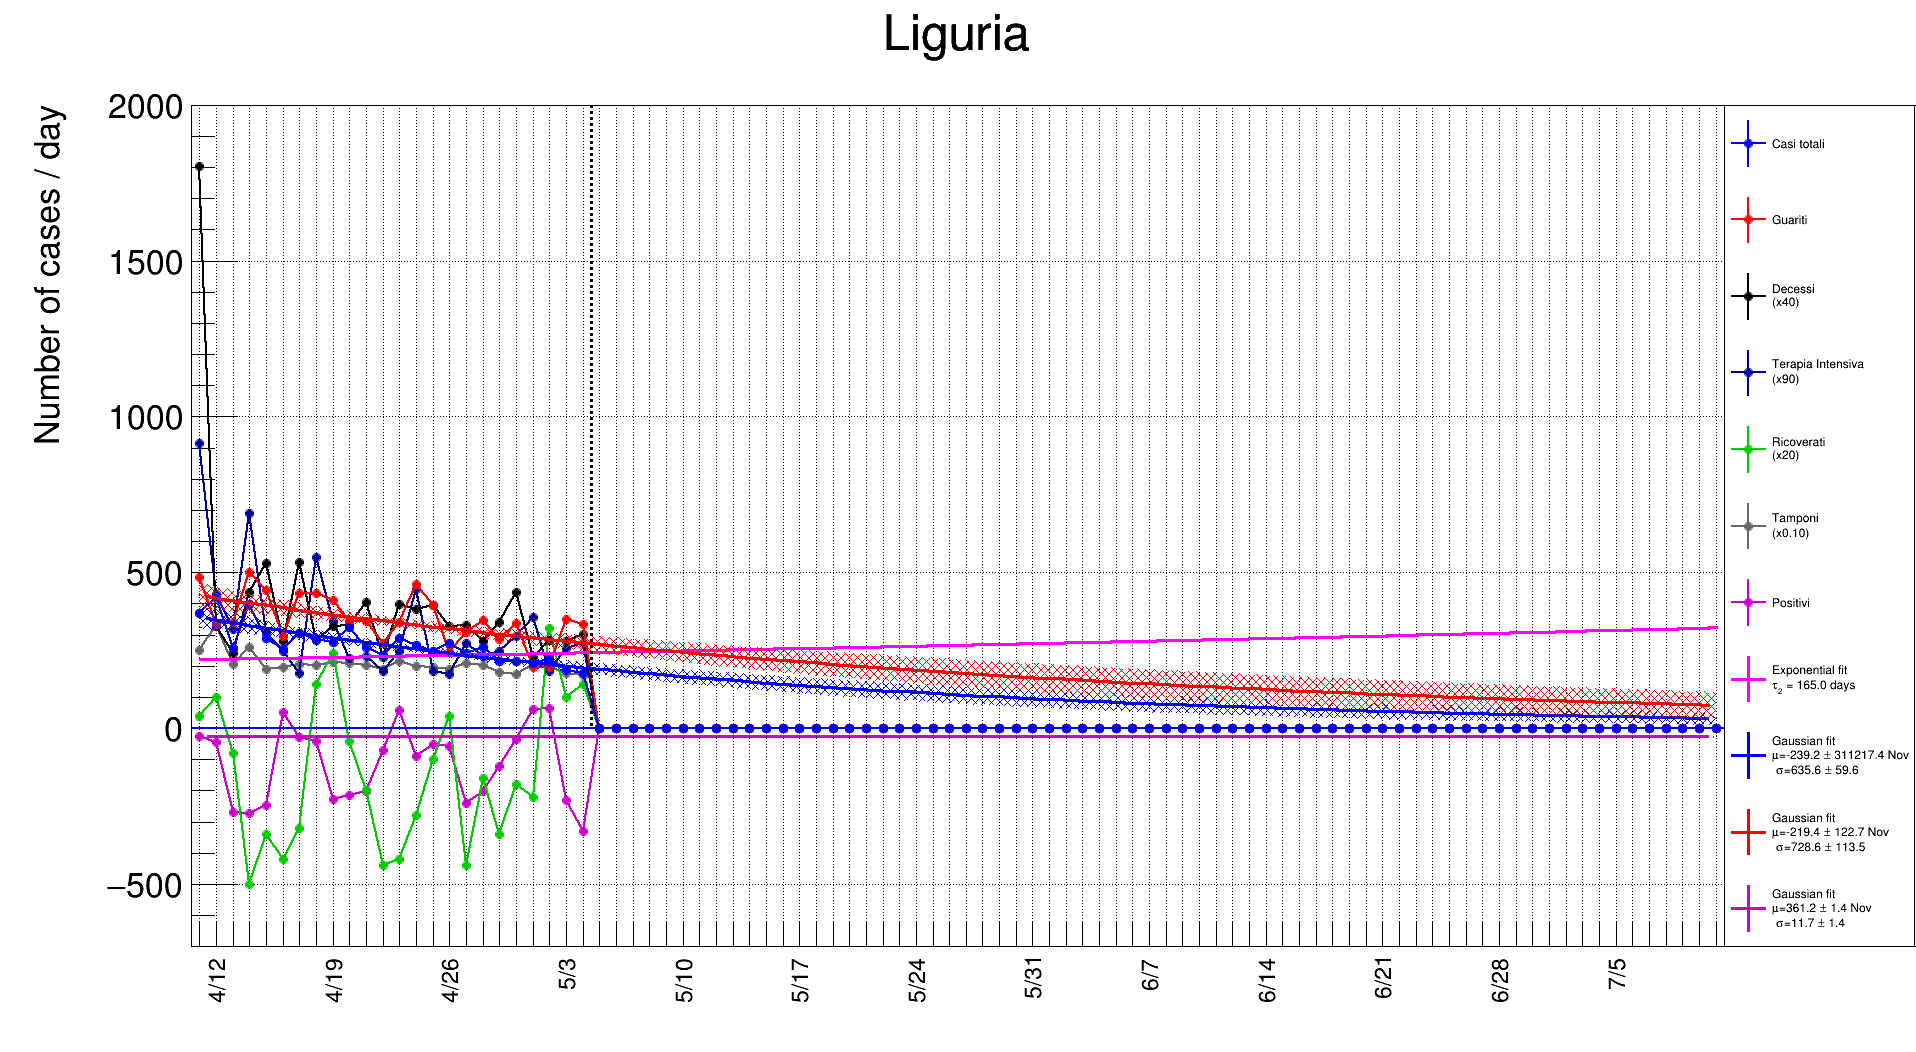 Liguria
Number of cases / day
2000
1500
1000
500
0
−500
4/12
4/19
4/26
5/3
5/10
5/17
5/24
5/31
6/7
6/14
6/21
6/28
7/5
Casi totali
Guariti
Decessi
(x40)
Terapia Intensiva
(x90)
Ricoverati
(x20)
Tamponi
(x0.10)
Positivi
Exponential fit
τ₂ = 165.0 days
Gaussian fit
μ=-239.2 ± 311217.4 Nov
σ=635.6 ± 59.6
Gaussian fit
μ=-219.4 ± 122.7 Nov
σ=728.6 ± 113.5
Gaussian fit
μ=361.2 ± 1.4 Nov
σ=11.7 ± 1.4